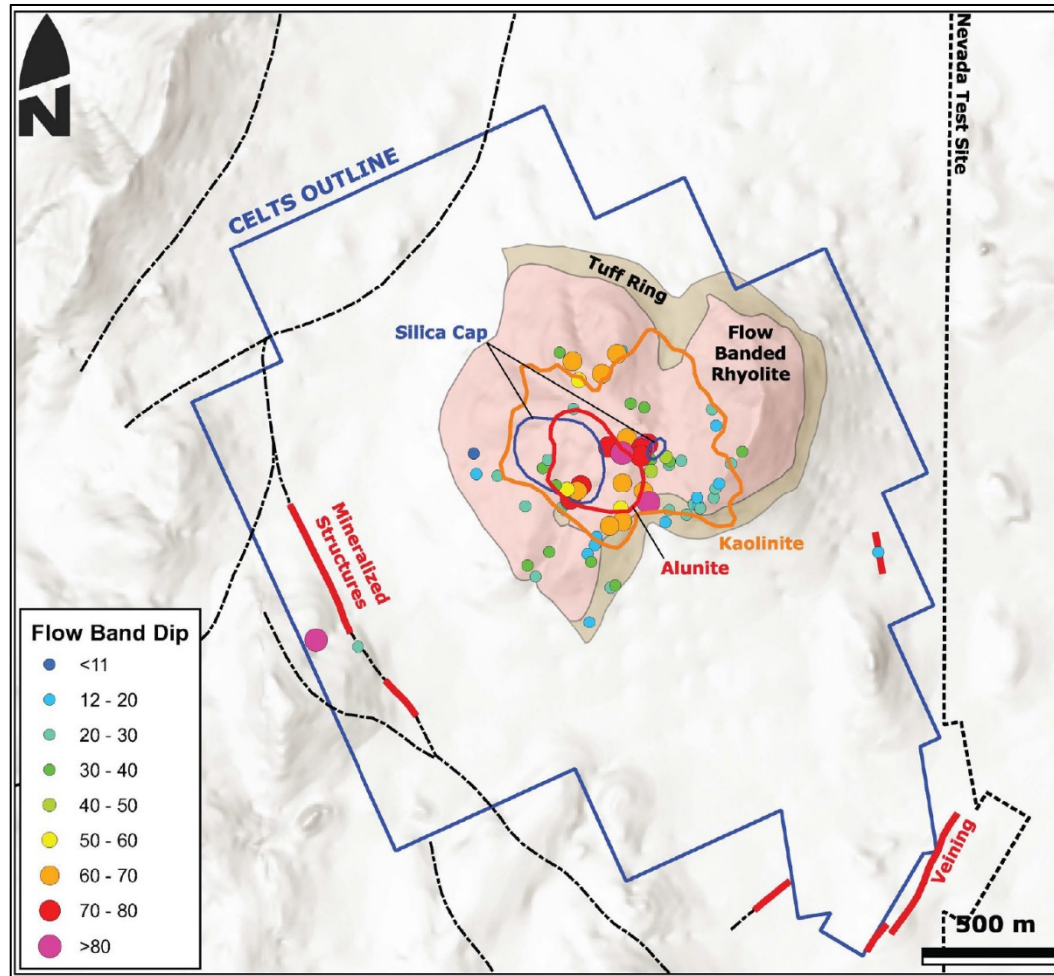 N
Nevada Test Site
CELTS OUTLINE
Tuff Ring
Silica Cap
Flow
Banded
Rhyolite
Mineralized
Structures
Kaolinite
Alunite
Flow Band Dip
<11
12 - 20
20 - 30
30 - 40
40 - 50
50 - 60
60 - 70
70 - 80
>80
Veining
500 m